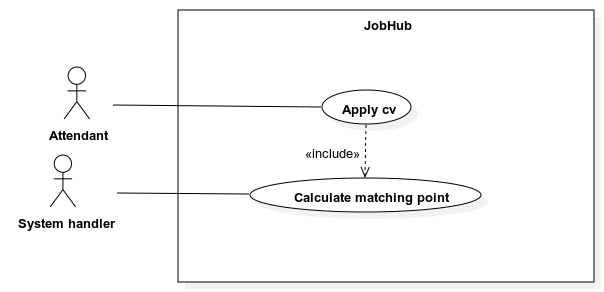 JobHub
Apply cv
Attendant
«include»
Calculate matching point
System handler